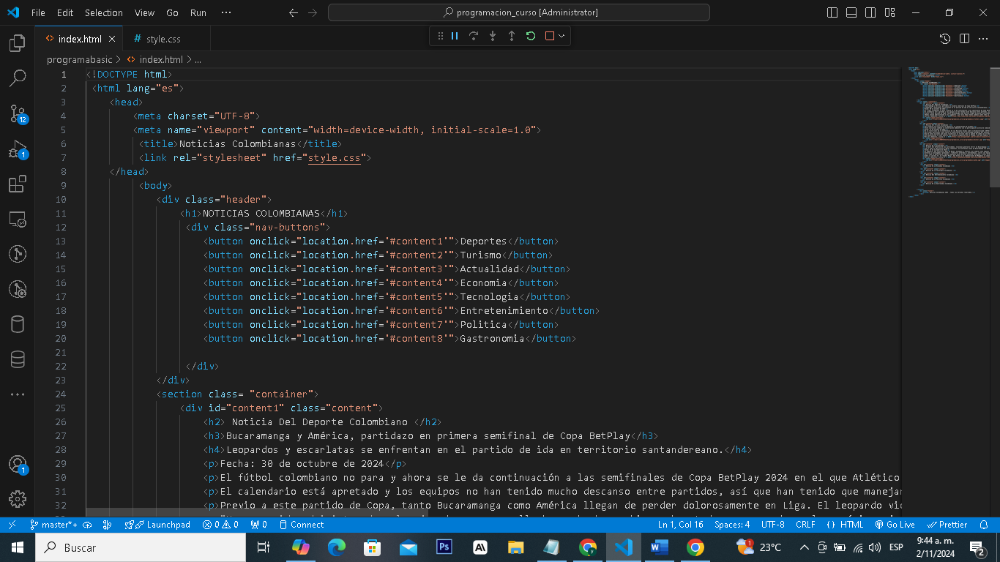 File Edit Selection View Go Run ··· programacion_curso [Administrator]
index.html style.css
programabasic > index.html > ...
1 <!DOCTYPE html>
2 <html lang="es">
3 <head>
4 <meta charset="UTF-8">
5 <meta name="viewport" content="width=device-width, initial-scale=1.0">
6 <title>Noticias Colombianas</title>
7 <link rel="stylesheet" href="style.css">
8 </head>
9 <body>
10 <div class="header">
11 <h1>NOTICIAS COLOMBIANAS</h1>
12 <div class="nav-buttons">
13 <button onclick="location.href='#content1'">Deportes</button>
14 <button onclick="location.href='#content2'">Turismo</button>
15 <button onclick="location.href='#content3'">Actualidad</button>
16 <button onclick="location.href='#content4'">Economia</button>
17 <button onclick="location.href='#content5'">Tecnologia</button>
18 <button onclick="location.href='#content6'">Entretenimiento</button>
19 <button onclick="location.href='#content7'">Politica</button>
20 <button onclick="location.href='#content8'">Gastronomia</button>
21
22 </div>
23 </div>
24 <section class= "container">
25 <div id="content1" class="content">
26 <h2> Noticia Del Deporte Colombiano </h2>
27 <h3>Bucaramanga y América, partidazo en primera semifinal de Copa BetPlay</h3>
28 <h4>Leopardos y escarlatas se enfrentan en el partido de ida en territorio santandereano.</h4>
29 <p>Fecha: 30 de octubre de 2024</p>
30 <p>El fútbol colombiano no para y ahora se le da continuación a las semifinales de Copa BetPlay 2024 en el que Atlético
31 <p>El calendario está apretado y los equipos no han tenido mucho descanso entre partidos, así que han tenido que manejar
32 <p>Previo a este partido de Copa, tanto Bucaramanga como América llegan de perder dolorosamente en Liga. El leopardo vie
12
1
1
master*+ Launchpad 0 0 0 Connect Ln 1, Col 16 Spaces: 4 UTF-8 CRLF {} HTML Go Live Prettier
Buscar Ps 1 23°C ESP 9:44 a. m.
2/11/2024 2